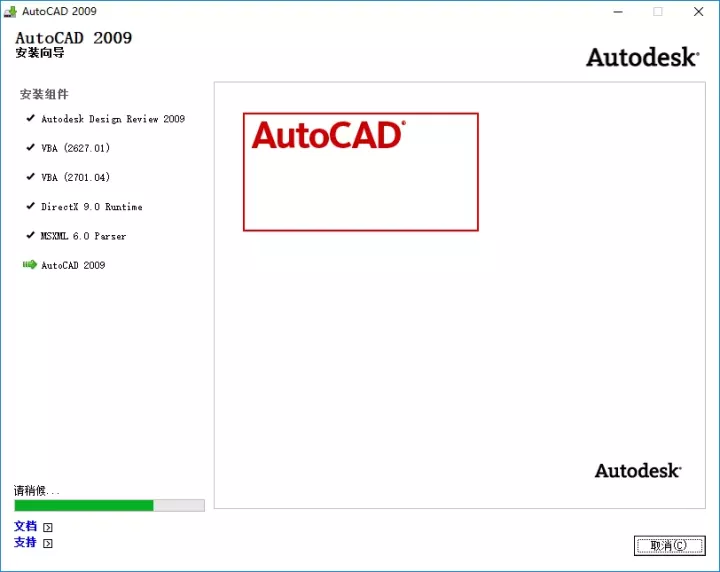 AutoCAD 2009
AutoCAD 2009
安装向导
Autodesk®
安装组件
Autodesk Design Review 2009
VBA (2627.01)
VBA (2701.04)
DirectX 9.0 Runtime
MSXML 6.0 Parser
AutoCAD 2009
AutoCAD®
Autodesk®
请稍候...
文档
支持
取消(C)